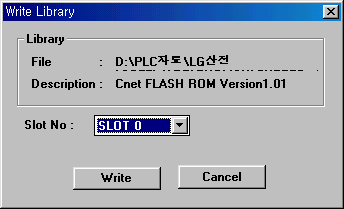 Write Library
Library
File : D:\PLC자료\LG산전
Description : Cnet FLASH ROM Version1.01
Slot No : SLOT 0
Write Cancel